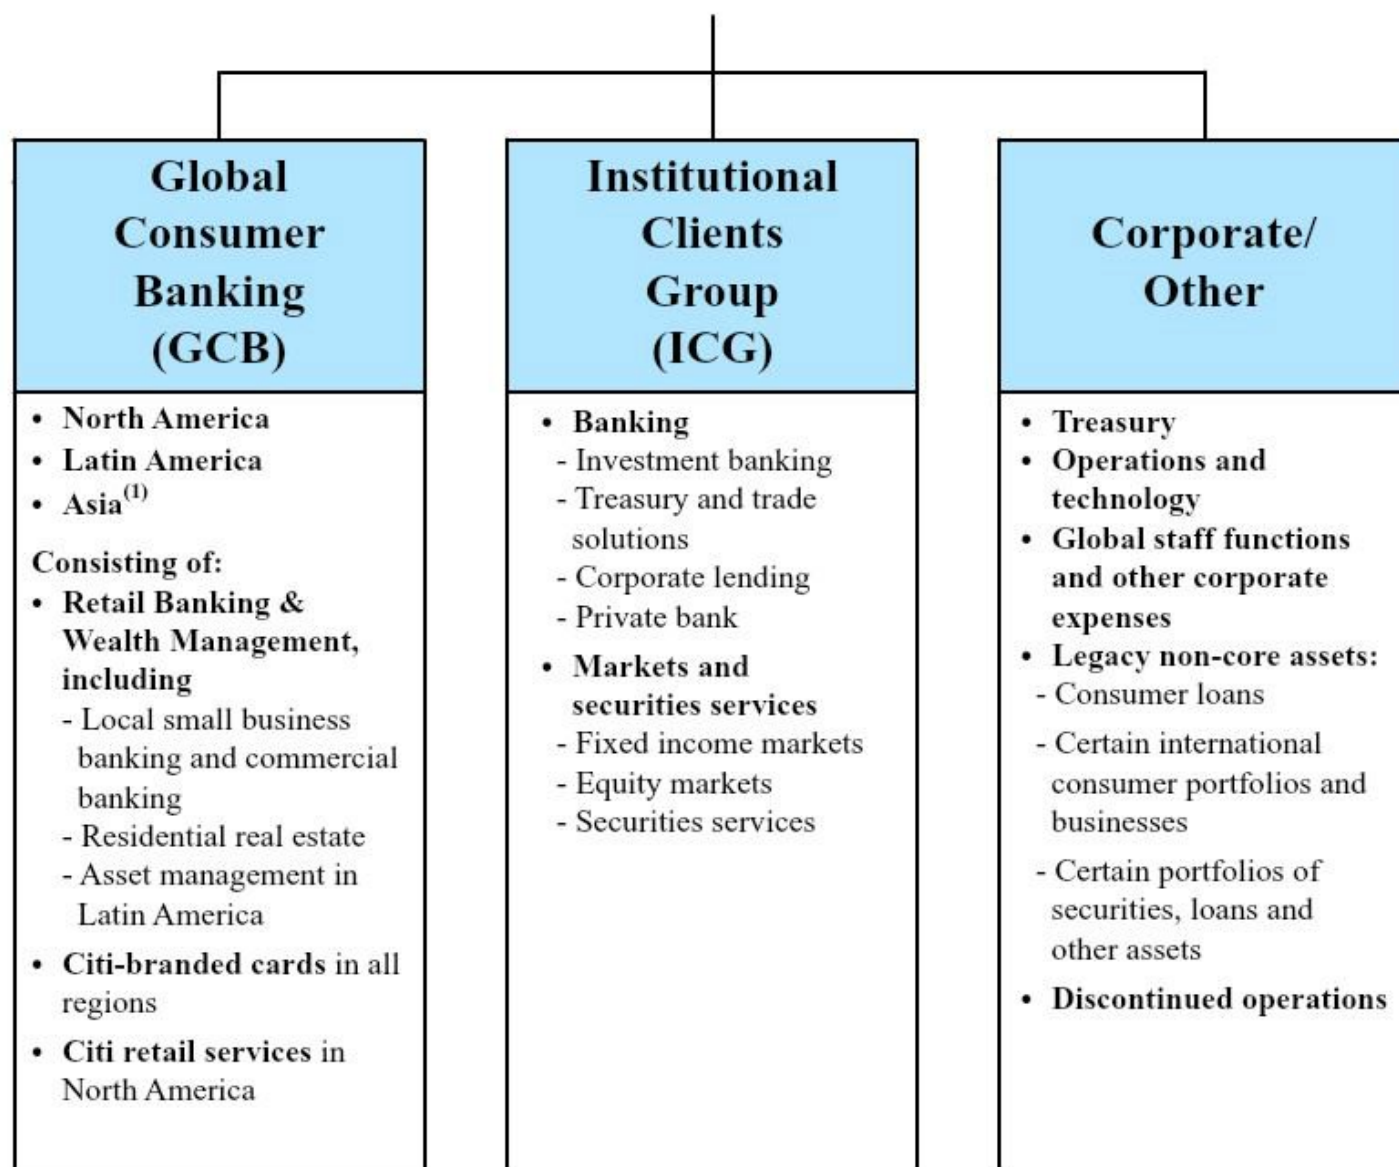 Global
Consumer
Banking
(GCB)
• North America
• Latin America
• Asia(1)
Consisting of:
• Retail Banking &
Wealth Management,
including
- Local small business
banking and commercial
banking
- Residential real estate
- Asset management in
Latin America
• Citi-branded cards in all
regions
• Citi retail services in
North America
Institutional
Clients
Group
(ICG)
• Banking
- Investment banking
- Treasury and trade
solutions
- Corporate lending
- Private bank
• Markets and
securities services
- Fixed income markets
- Equity markets
- Securities services
Corporate/
Other
• Treasury
• Operations and
technology
• Global staff functions
and other corporate
expenses
• Legacy non-core assets:
- Consumer loans
- Certain international
consumer portfolios and
businesses
- Certain portfolios of
securities, loans and
other assets
• Discontinued operations